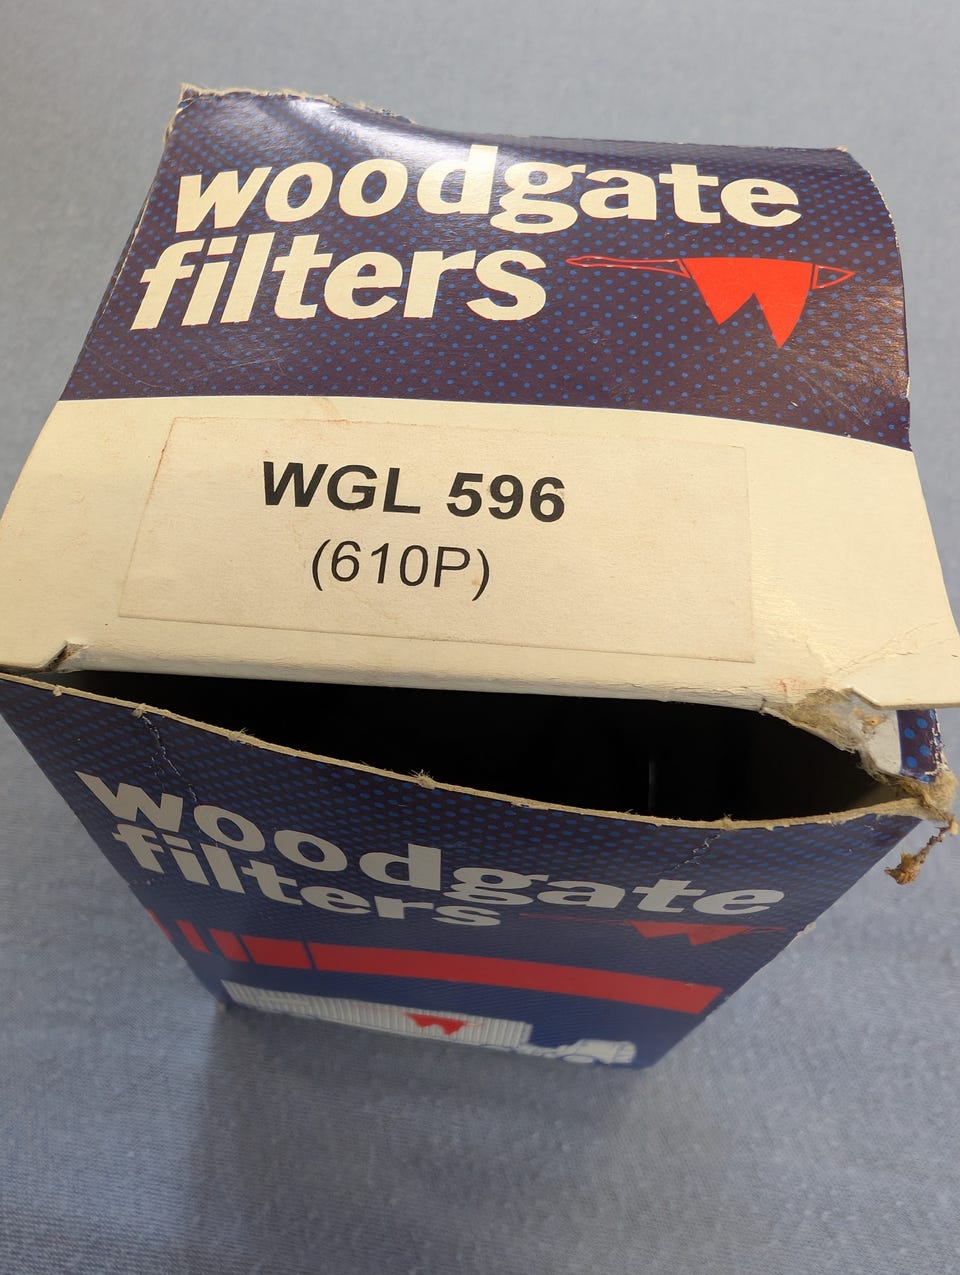 woodgate
filters
WGL 596
(610P)
woodgate
filters